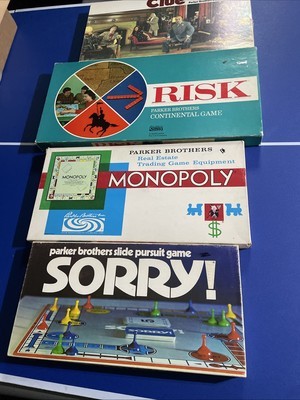 Clue
RISK
PARKER BROTHERS
CONTINENTAL GAME
PARKER BROTHERS
Real Estate
Trading Game Equipment
MONOPOLY
MONOPOLY
$
parker brothers slide pursuit game
SORRY!